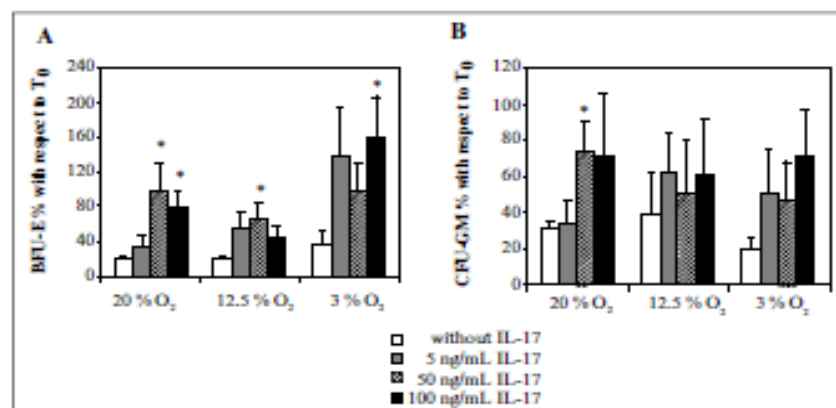 A
BFU-E % with respect to T0
240
200
160
120
80
40
0
* * * *
20 % O₂ 12.5 % O₂ 3 % O₂
B
CFU-GM % with respect to T0
120
100
80
60
40
20
0
*
20 % O₂ 12.5 % O₂ 3 % O₂
without IL-17
5 ng/mL IL-17
50 ng/mL IL-17
100 ng/mL IL-17